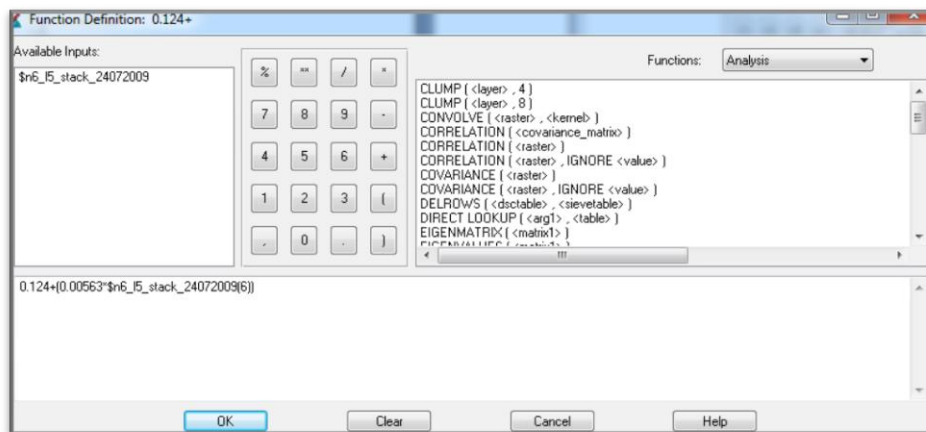 Function Definition: 0.124+
Available Inputs:
$n6_l5_stack_24072009
% ** / *
7 8 9 -
4 5 6 +
1 2 3 (
, 0 . )
Functions: Analysis
CLUMP ( <layer> , 4 )
CLUMP ( <layer> , 8 )
CONVOLVE ( <raster> , <kernel> )
CORRELATION ( <covariance_matrix> )
CORRELATION ( <raster> )
CORRELATION ( <raster> , IGNORE <value> )
COVARIANCE ( <raster> )
COVARIANCE ( <raster> , IGNORE <value> )
DELROWS ( <dsctable> , <sievetable> )
DIRECT LOOKUP ( <arg1> , <table> )
EIGENMATRIX ( <matrix1> )
EIGENVALUES ( <matrix1> )
0.124+(0.00563*$n6_l5_stack_24072009(6))
OK Clear Cancel Help